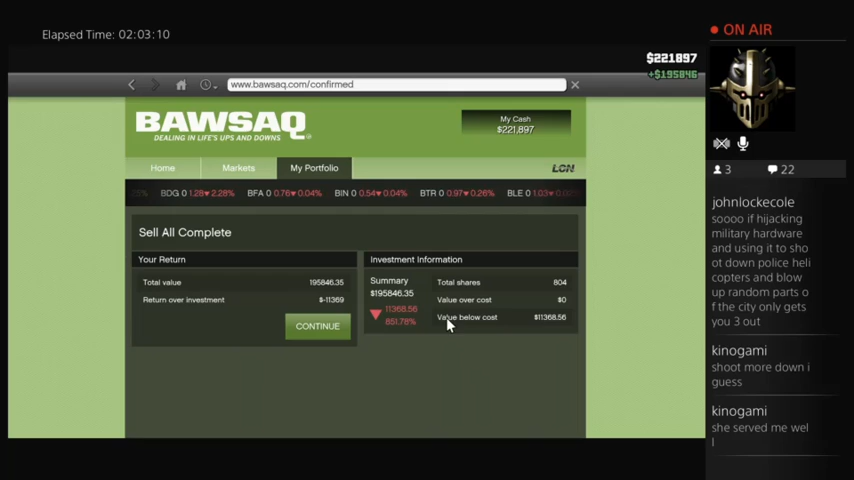 Elapsed Time: 02:03:10
ON AIR
$221897
+$195846
www.bawsaq.com/confirmed
BAWSAQ
DEALING IN LIFE'S UPS AND DOWNS
My Cash
$221,897
Home Markets My Portfolio LCN
BDG 0 1.28 2.28% BFA 0 0.76 0.04% BIN 0 0.54 0.04% BTR 0 0.97 0.26% BLE 0 1.03
Sell All Complete
Your Return
Total value 195846.35
Return over investment $-11369
CONTINUE
Investment Information
Summary
$195846.35
11368.56
851.78%
Total shares 804
Value over cost $0
Value below cost $11368.56
3 22
johnlockecole
soooo if hijacking
military hardware
and using it to sho
ot down police heli
copters and blow
up random parts o
f the city only gets
you 3 out
kinogami
shoot more down i
guess
kinogami
she served me wel
l